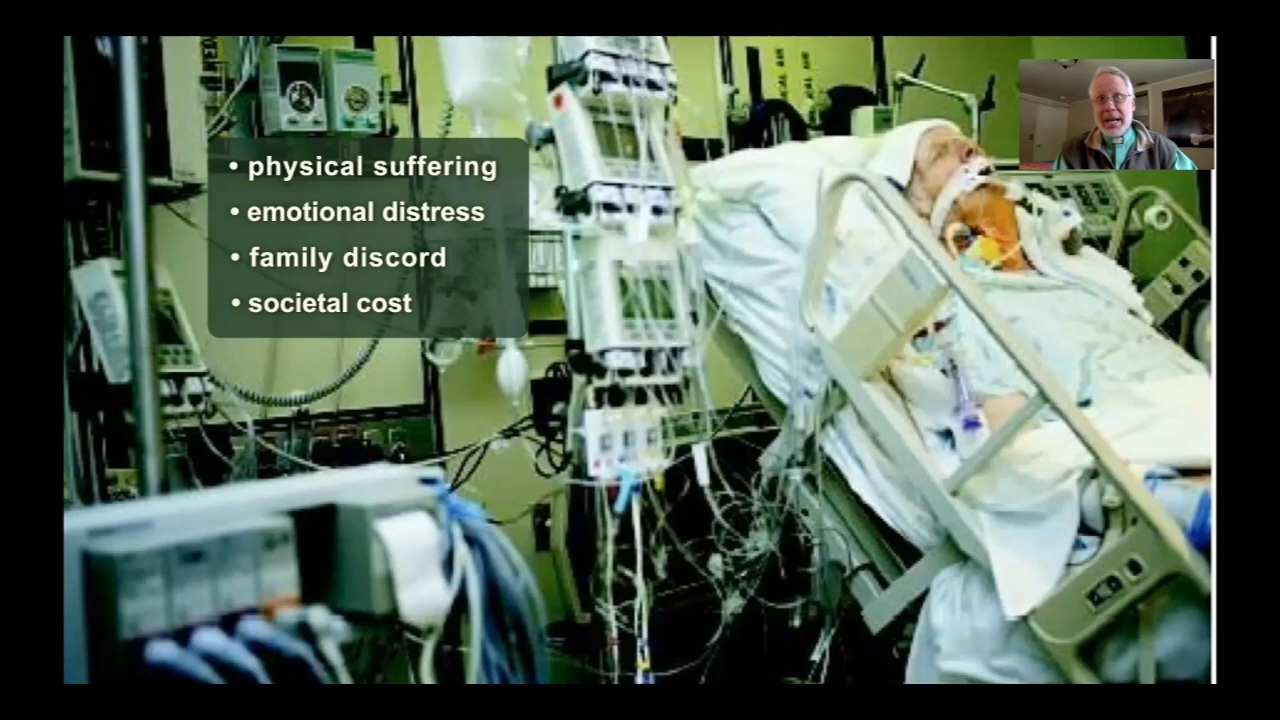 • physical suffering
• emotional distress
• family discord
• societal cost